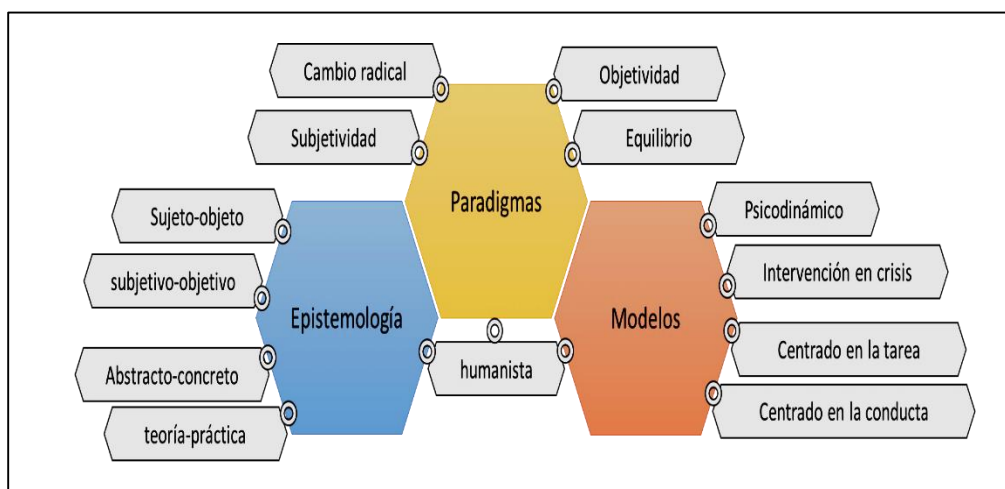 Cambio radical
Objetividad
Subjetividad
Equilibrio
Paradigmas
Sujeto-objeto
subjetivo-objetivo
Epistemología
Abstracto-concreto
teoría-práctica
humanista
Modelos
Psicodinámico
Intervención en crisis
Centrado en la tarea
Centrado en la conducta